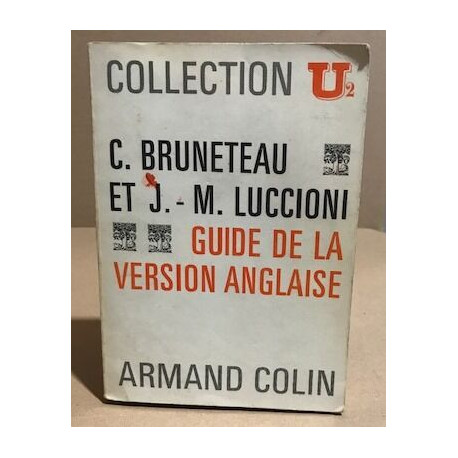 COLLECTION U2
C. BRUNETEAU
ET J.-M. LUCCIONI
GUIDE DE LA
VERSION ANGLAISE
ARMAND COLIN